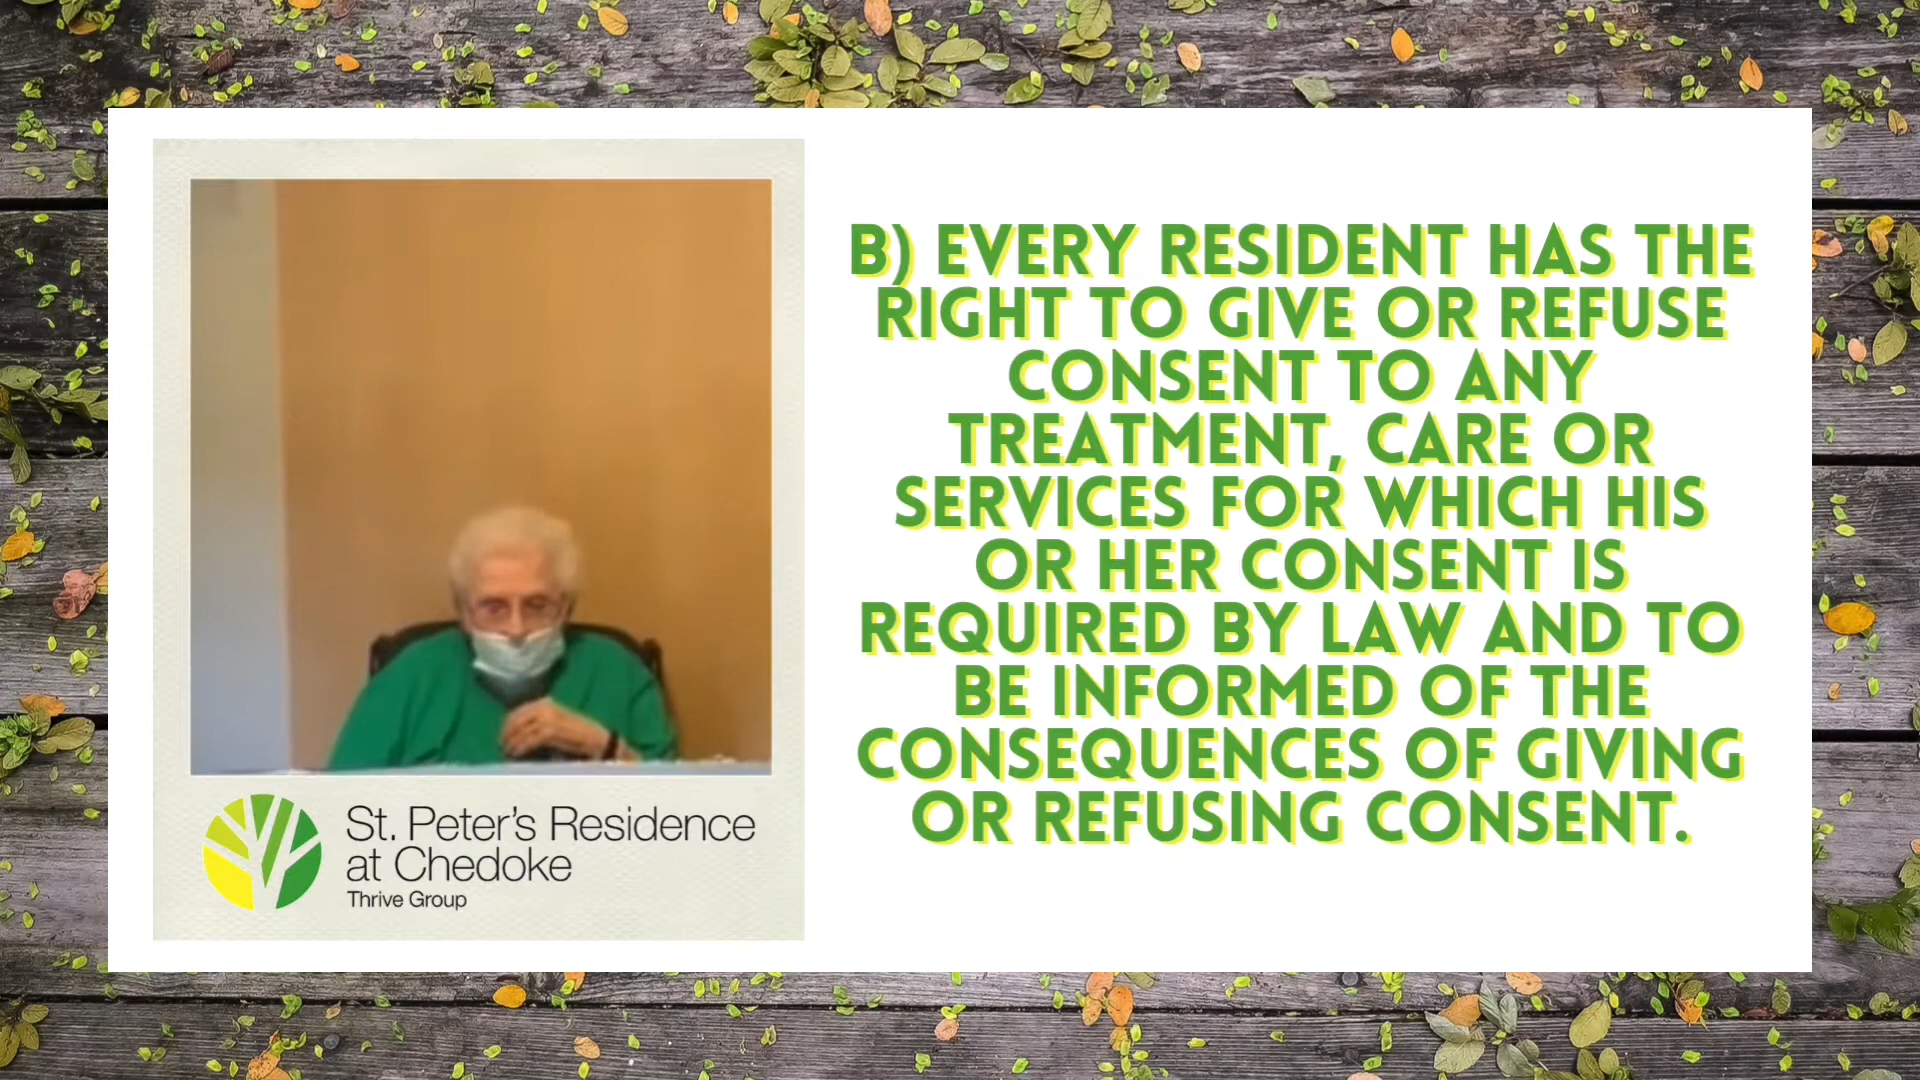 B) EVERY RESIDENT HAS THE
RIGHT TO GIVE OR REFUSE
CONSENT TO ANY
TREATMENT, CARE OR
SERVICES FOR WHICH HIS
OR HER CONSENT IS
REQUIRED BY LAW AND TO
BE INFORMED OF THE
CONSEQUENCES OF GIVING
OR REFUSING CONSENT.
St. Peter's Residence
at Chedoke
Thrive Group